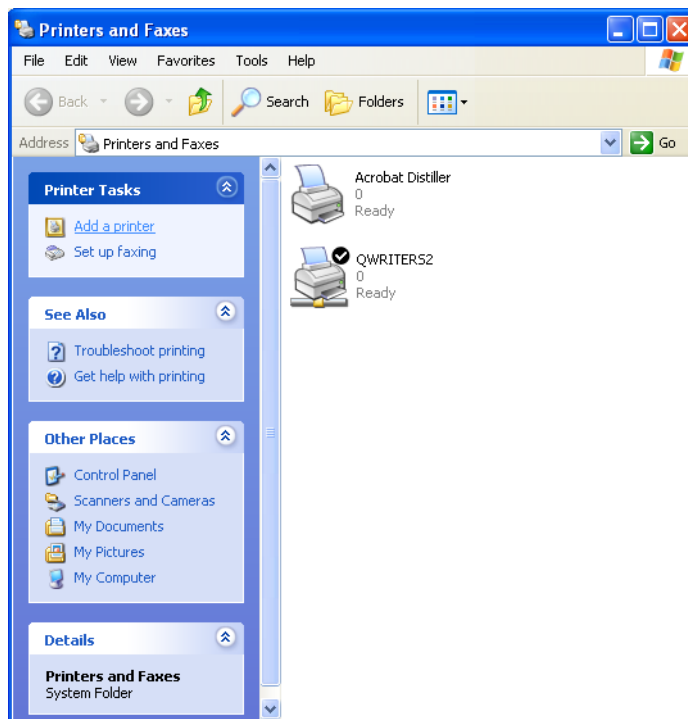 Printers and Faxes
File Edit View Favorites Tools Help
Back Search Folders
Address Printers and Faxes Go
Printer Tasks
Add a printer
Set up faxing
See Also
Troubleshoot printing
Get help with printing
Other Places
Control Panel
Scanners and Cameras
My Documents
My Pictures
My Computer
Details
Printers and Faxes
System Folder
Acrobat Distiller
0
Ready
QWRITERS2
0
Ready